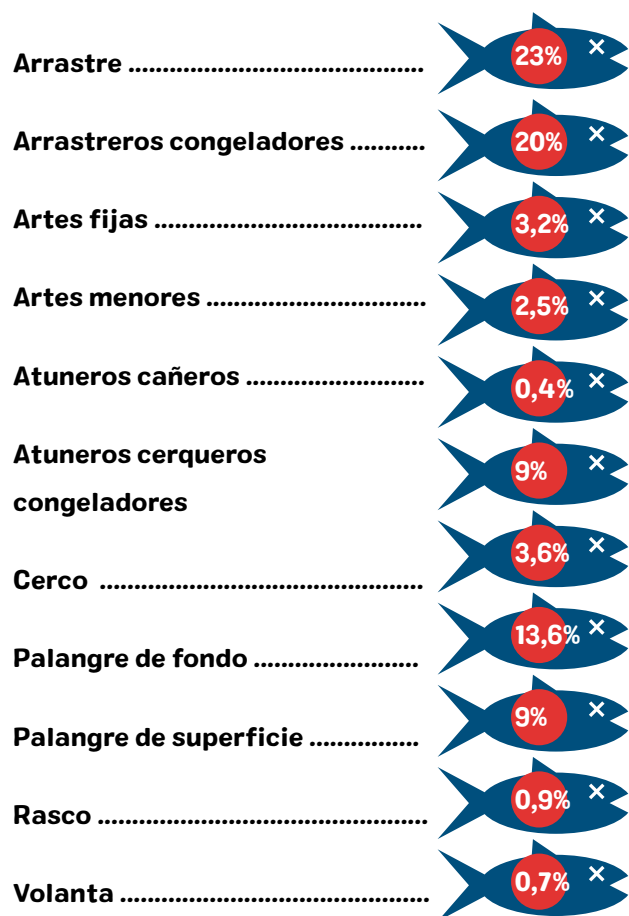 Arrastre ........................................ 23%
Arrastreros congeladores ........... 20%
Artes fijas ..................................... 3,2%
Artes menores .............................. 2,5%
Atuneros cañeros ........................ 0,4%
Atuneros cerqueros
congeladores 9%
Cerco ............................................ 3,6%
Palangre de fondo ....................... 13,6%
Palangre de superficie ............... 9%
Rasco ............................................. 0,9%
Volanta .......................................... 0,7%